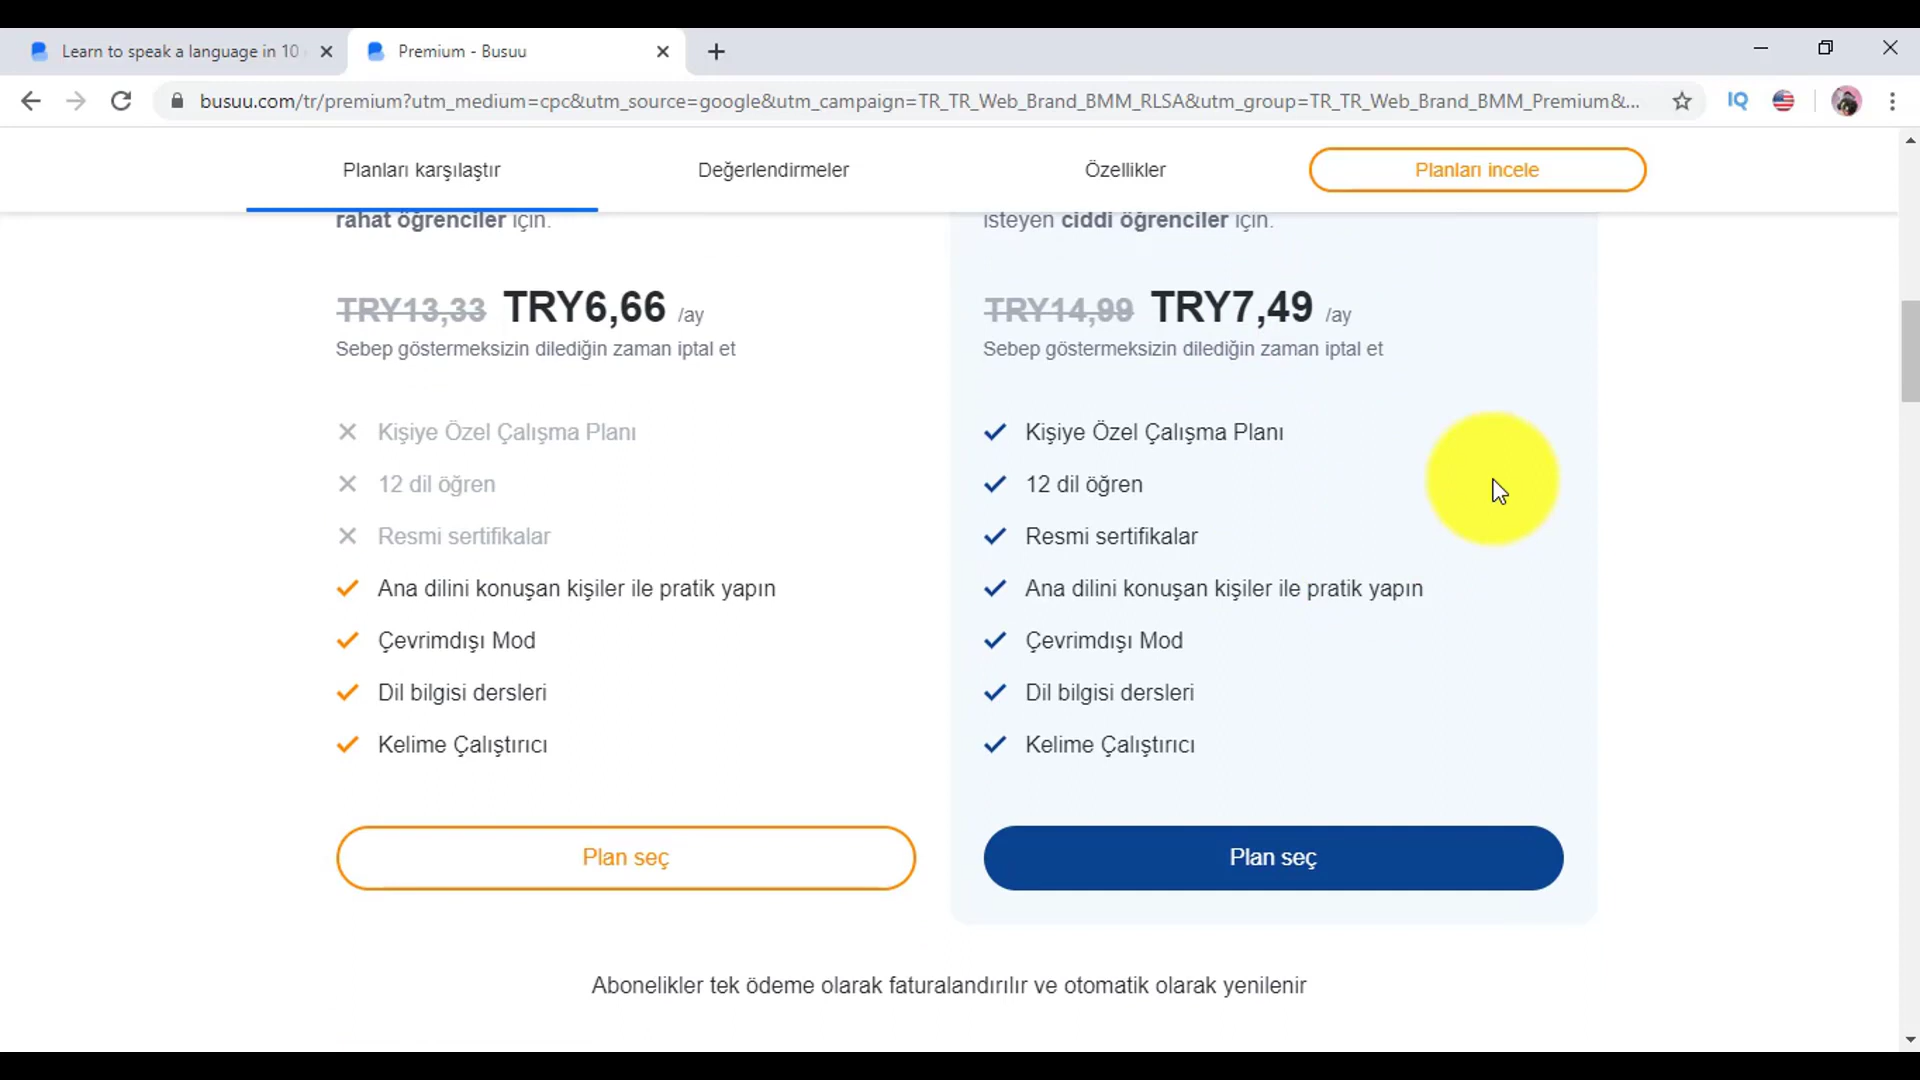 Learn to speak a language in 10
Premium - Busuu
busuu.com/tr/premium?utm_medium=cpc&utm_source=google&utm_campaign=TR_TR_Web_Brand_BMM_RLSA&utm_group=TR_TR_Web_Brand_BMM_Premium&...
IQ
Planları karşılaştır
Değerlendirmeler
Özellikler
Planları incele
rahat öğrenciler için.
TRY13,33 TRY6,66 /ay
Sebep göstermeksizin dilediğin zaman iptal et
Kişiye Özel Çalışma Planı
12 dil öğren
Resmi sertifikalar
Ana dilini konuşan kişiler ile pratik yapın
Çevrimdışı Mod
Dil bilgisi dersleri
Kelime Çalıştırıcı
Plan seç
isteyen ciddi öğrenciler için.
TRY14,99 TRY7,49 /ay
Sebep göstermeksizin dilediğin zaman iptal et
Kişiye Özel Çalışma Planı
12 dil öğren
Resmi sertifikalar
Ana dilini konuşan kişiler ile pratik yapın
Çevrimdışı Mod
Dil bilgisi dersleri
Kelime Çalıştırıcı
Plan seç
Abonelikler tek ödeme olarak faturalandırılır ve otomatik olarak yenilenir